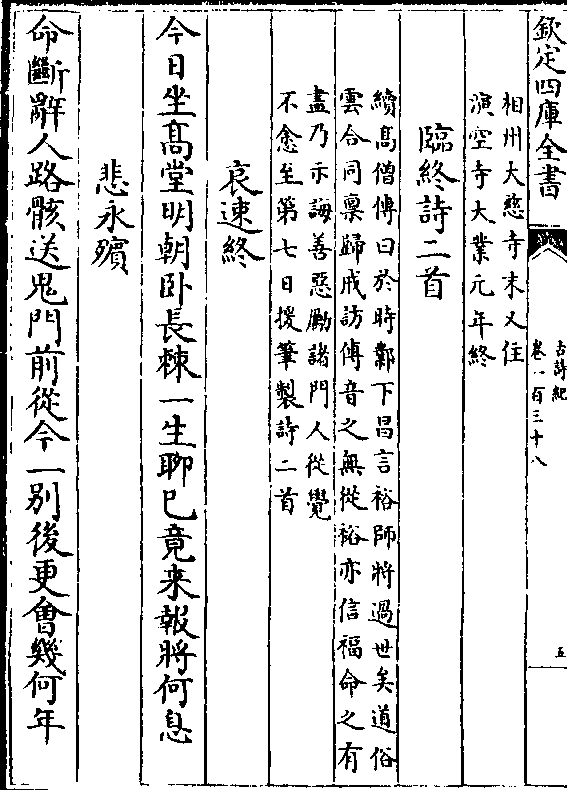 欽定四庫全書
古詩紀
卷一百三十八
五
相州大慈寺末又住
演空寺大業元年終
臨終詩二首
續高僧傳曰於時鄴下昌言裕師將過世矣道俗
雲合同稟歸戒訪傳音之無從裕亦信福命之有
盡乃示誨善惡勵諸門人從覺
不悆至第七日援筆製詩二首
哀速終
今日坐髙堂明朝卧長棘一生聊已竟来報將何息
悲永殯
命斷辭人路骸送鬼門前從今一别後更㑹幾何年